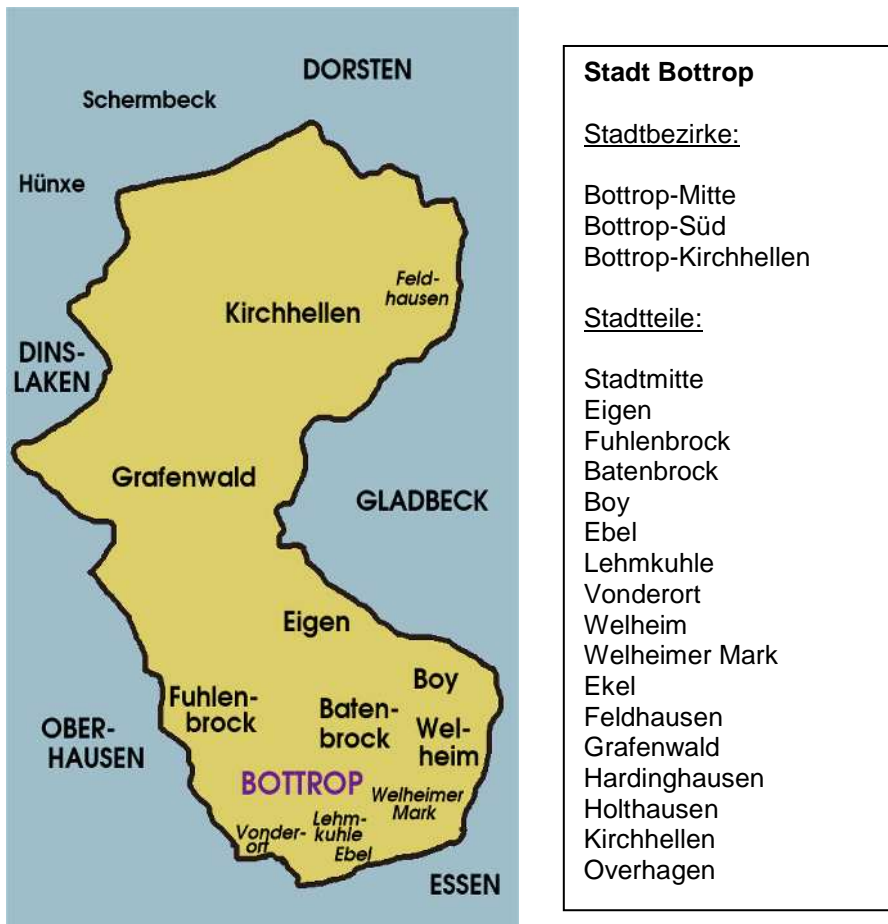 DORSTEN
Schermbeck
Hünxe
Feld-
hausen
Kirchhellen
DINS-
LAKEN
Grafenwald
GLADBECK
Eigen
Boy
Fuhlen-
brock
Baten-
brock
Wel-
heim
OBER-
HAUSEN
BOTTROP
Welheimer
Mark
Lehm-
kuhle
Vonder-
ort
Ebel
ESSEN
Stadt Bottrop
Stadtbezirke:
Bottrop-Mitte
Bottrop-Süd
Bottrop-Kirchhellen
Stadtteile:
Stadtmitte
Eigen
Fuhlenbrock
Batenbrock
Boy
Ebel
Lehmkuhle
Vonderort
Welheim
Welheimer Mark
Ekel
Feldhausen
Grafenwald
Hardinghausen
Holthausen
Kirchhellen
Overhagen